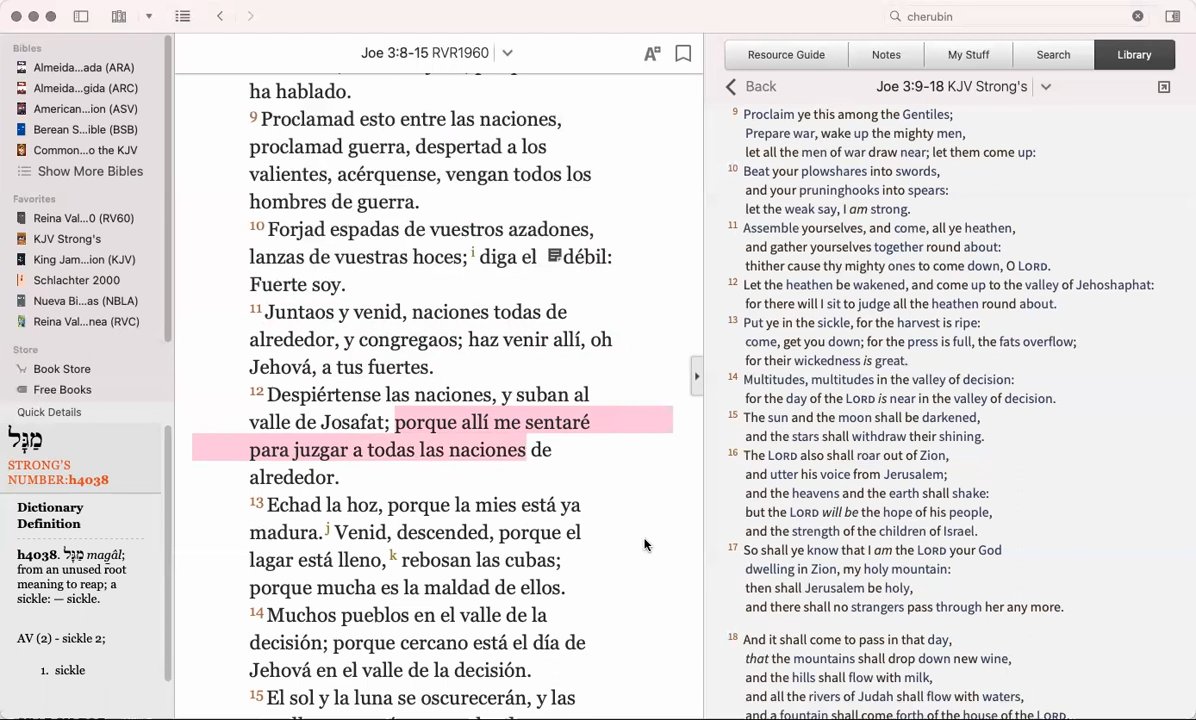 cherubin
Bibles
Almeida...ada (ARA)
Almeida...gida (ARC)
American...ion (ASV)
Berean S...ible (BSB)
Common...o the KJV
Show More Bibles
Favorites
Reina Val...0 (RV60)
KJV Strong's
King Jam...ion (KJV)
Schlachter 2000
Nueva Bi...as (NBLA)
Reina Val...nea (RVC)
Store
Book Store
Free Books
Quick Details
מַגָּל
STRONG'S
NUMBER:h4038
Dictionary
Definition
h4038. מַגָּל magâl;
from an unused root
meaning to reap; a
sickle: — sickle.
AV (2) - sickle 2;
1. sickle
Joe 3:8-15 RVR1960
ha hablado.
9 Proclamad esto entre las naciones,
proclamad guerra, despertad a los
valientes, acérquense, vengan todos los
hombres de guerra.
10 Forjad espadas de vuestros azadones,
lanzas de vuestras hoces; i diga el débil:
Fuerte soy.
11 Juntaos y venid, naciones todas de
alrededor, y congregaos; haz venir allí, oh
Jehová, a tus fuertes.
12 Despiértense las naciones, y suban al
valle de Josafat; porque allí me sentaré
para juzgar a todas las naciones de
alrededor.
13 Echad la hoz, porque la mies está ya
madura. j Venid, descended, porque el
lagar está lleno, k rebosan las cubas;
porque mucha es la maldad de ellos.
14 Muchos pueblos en el valle de la
decisión; porque cercano está el día de
Jehová en el valle de la decisión.
15 El sol y la luna se oscurecerán, y las
Resource Guide
Notes
My Stuff
Search
Library
Back
Joe 3:9-18 KJV Strong's
9 Proclaim ye this among the Gentiles;
Prepare war, wake up the mighty men,
let all the men of war draw near; let them come up:
10 Beat your plowshares into swords,
and your pruninghooks into spears:
let the weak say, I am strong.
11 Assemble yourselves, and come, all ye heathen,
and gather yourselves together round about:
thither cause thy mighty ones to come down, O LORD.
12 Let the heathen be wakened, and come up to the valley of Jehoshaphat:
for there will I sit to judge all the heathen round about.
13 Put ye in the sickle, for the harvest is ripe:
come, get you down; for the press is full, the fats overflow;
for their wickedness is great.
14 Multitudes, multitudes in the valley of decision:
for the day of the LORD is near in the valley of decision.
15 The sun and the moon shall be darkened,
and the stars shall withdraw their shining.
16 The LORD also shall roar out of Zion,
and utter his voice from Jerusalem;
and the heavens and the earth shall shake:
but the LORD will be the hope of his people,
and the strength of the children of Israel.
17 So shall ye know that I am the LORD your God
dwelling in Zion, my holy mountain:
then shall Jerusalem be holy,
and there shall no strangers pass through her any more.
18 And it shall come to pass in that day,
that the mountains shall drop down new wine,
and the hills shall flow with milk,
and all the rivers of Judah shall flow with waters,
and a fountain shall come forth of the house of the LORD,